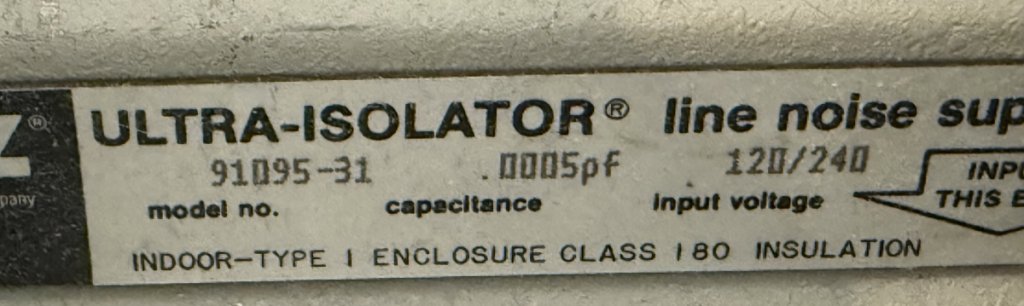 Z®
pany
ULTRA-ISOLATOR® line noise sup
91095-31 .0005pf 120/240
model no. capacitance input voltage
INPU
THIS E
INDOOR-TYPE 1 ENCLOSURE CLASS 180 INSULATION